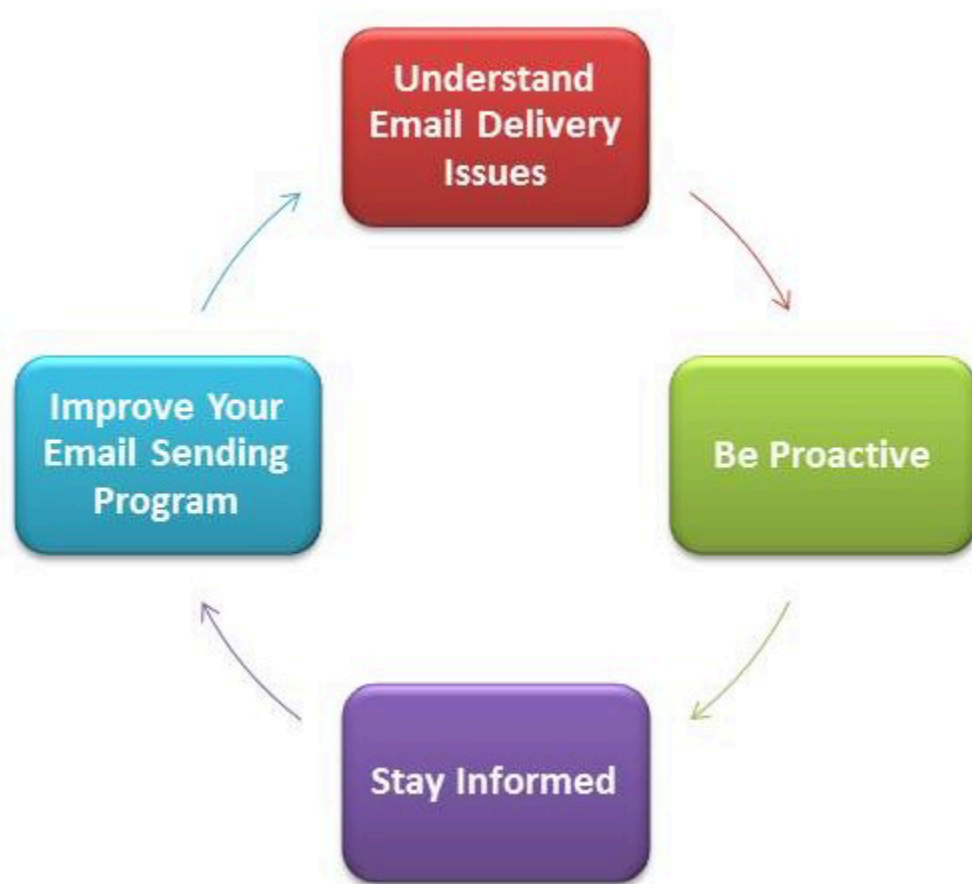 Understand
Email Delivery
Issues
Be Proactive
Stay Informed
Improve Your
Email Sending
Program